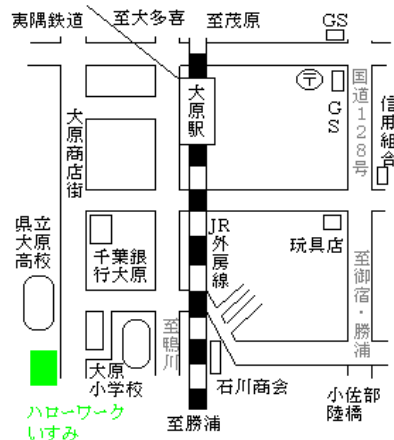 夷隅鉄道
至大多喜
至茂原
GS
大原駅
〒
GS
国道128号
信用組合
大原商店街
県立
大原
高校
千葉銀
行大原
JR外房線
玩具店
至御宿・勝浦
至鴨川
大原
小学校
石川商会
小佐部
陸橋
ハローワーク
いすみ
至勝浦